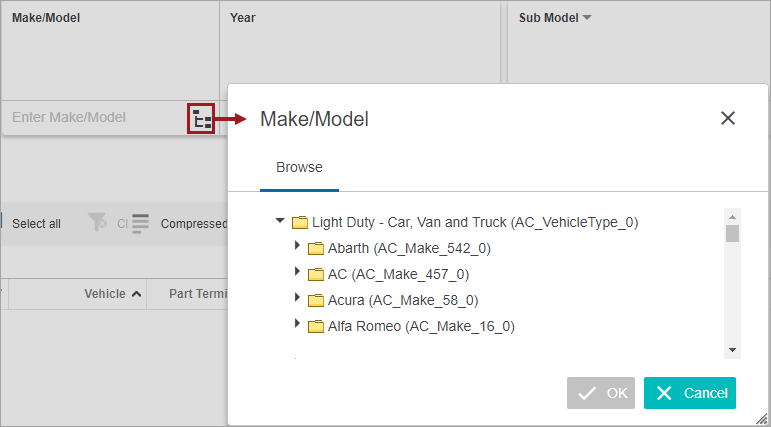 Make/Model
Year
Sub Model
Enter Make/Model
Make/Model
Browse
Light Duty - Car, Van and Truck (AC_VehicleType_0)
Abarth (AC_Make_542_0)
AC (AC_Make_457_0)
Acura (AC_Make_58_0)
Alfa Romeo (AC_Make_16_0)
Select all
Cl
Compressed
Vehicle
Part Termi
OK
Cancel